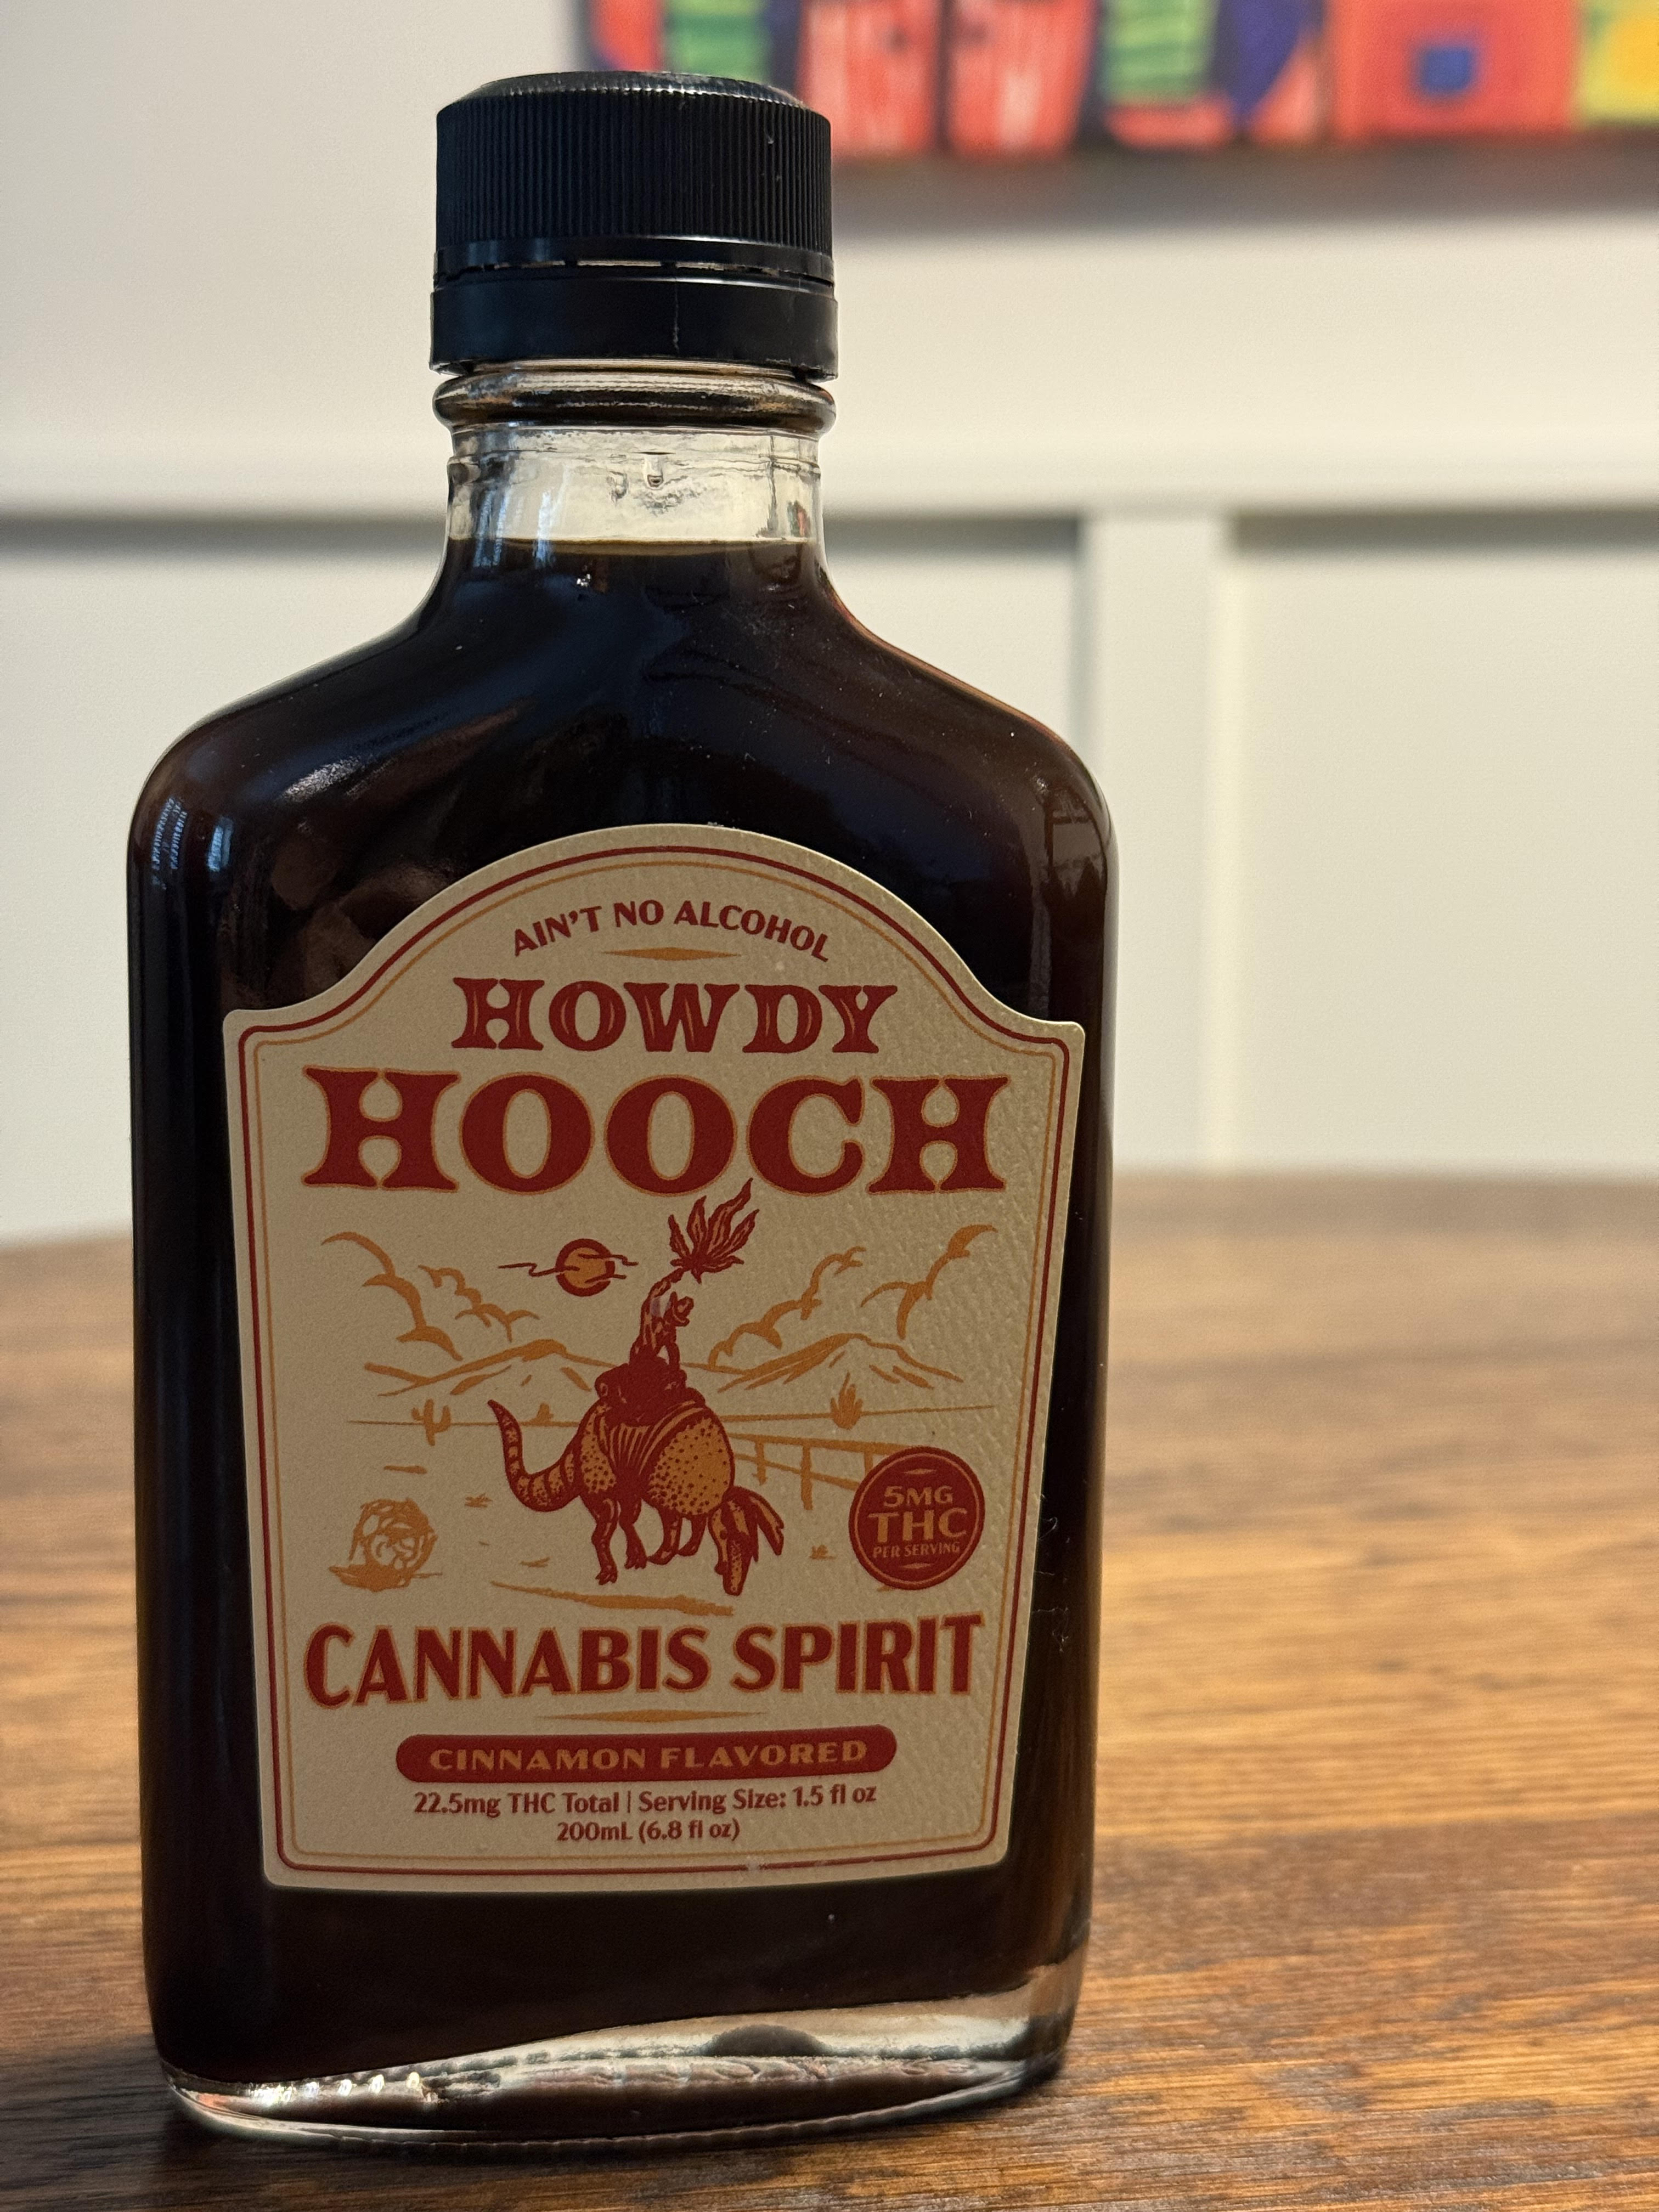 AIN'T NO ALCOHOL
HOWDY
HOOCH
5MG
THC
PER SERVING
CANNABIS SPIRIT
CINNAMON FLAVORED
22.5mg THC Total | Serving Size: 1.5 fl oz
200mL (6.8 fl oz)